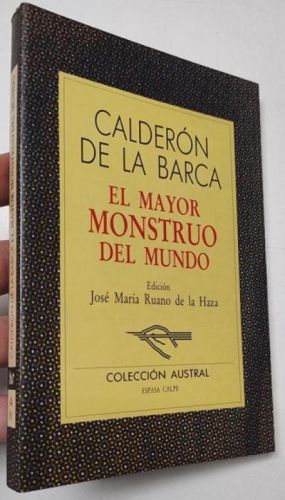 CALDERÓN
DE LA BARCA
EL MAYOR
MONSTRUO
DEL MUNDO
Edición
José María Ruano de la Haza
COLECCIÓN AUSTRAL
ESPASA CALPE